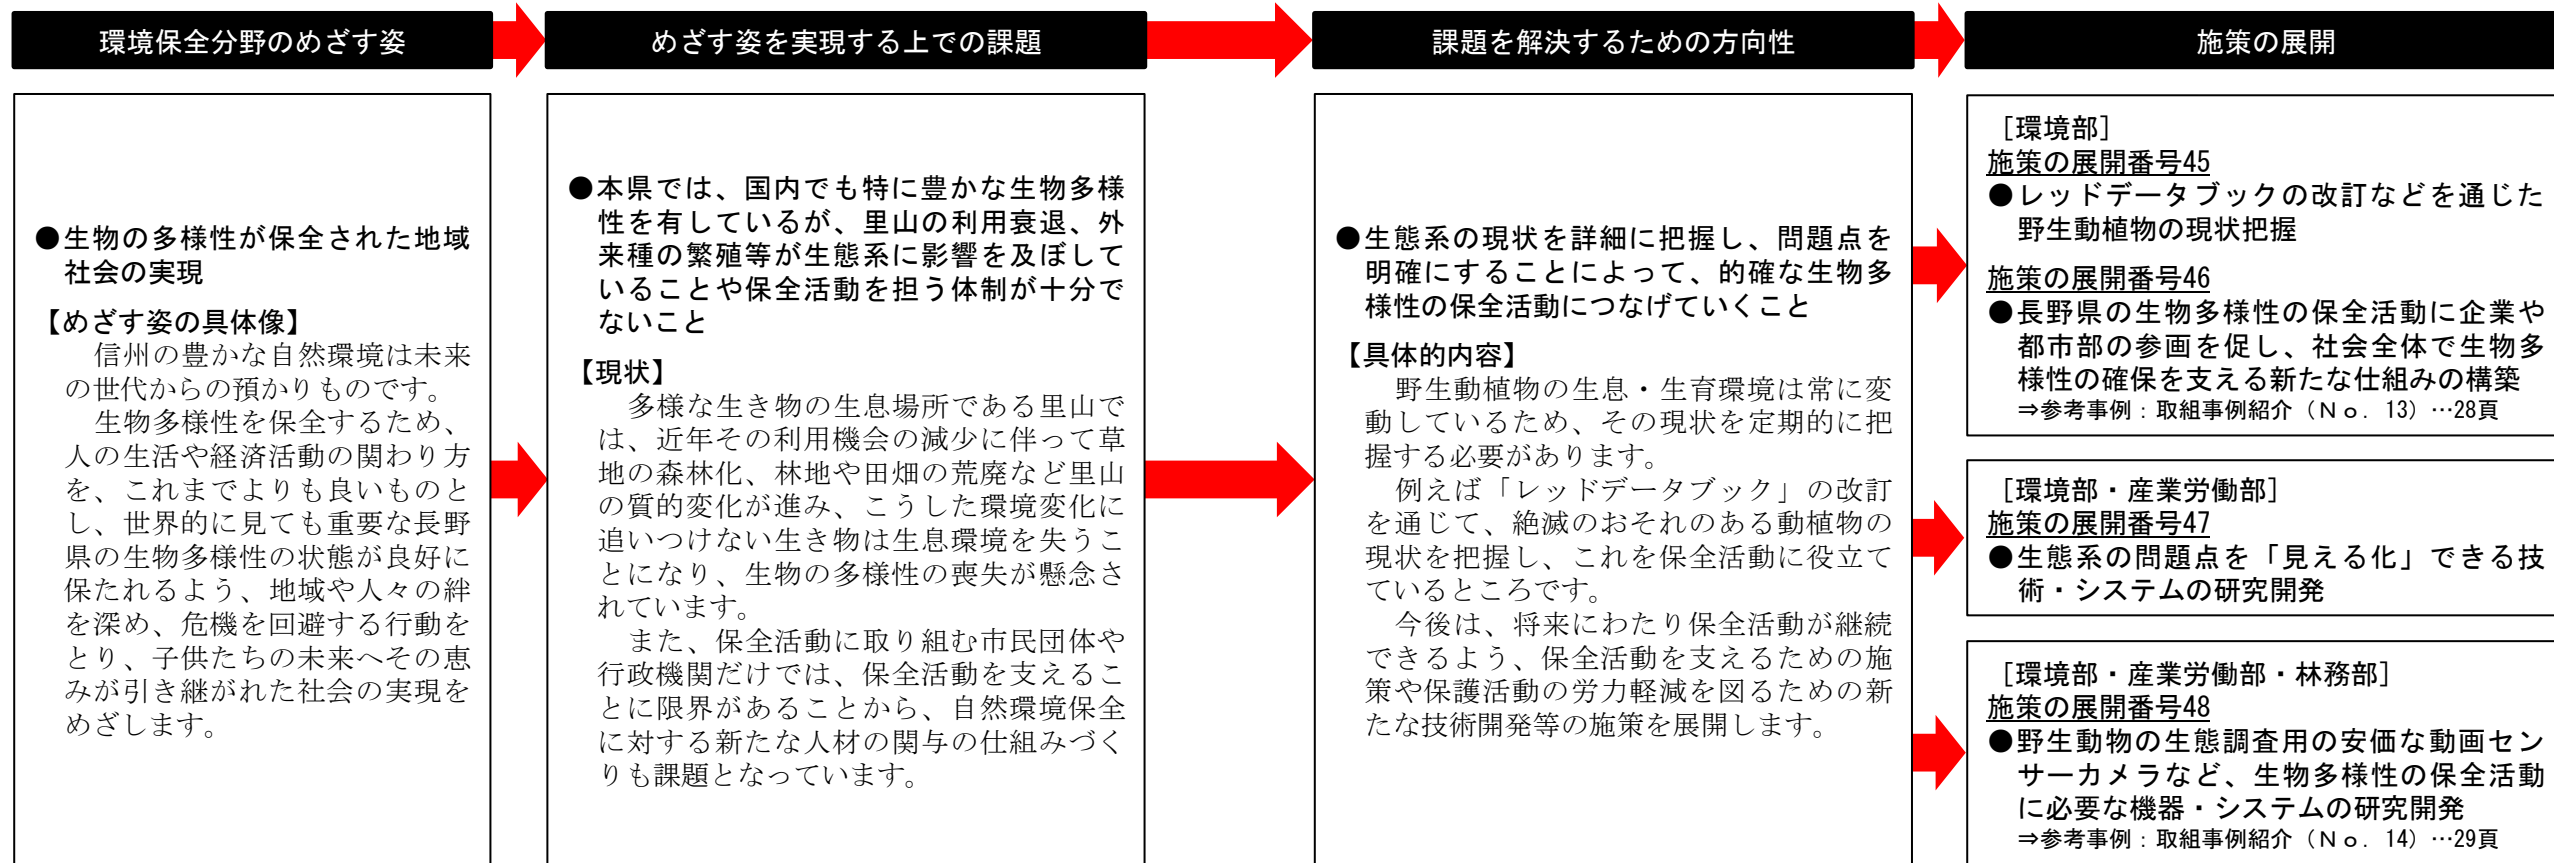 環境保全分野のめざす姿
めざす姿を実現する上での課題
課題を解決するための方向性
施策の展開
●生物の多様性が保全された地域
社会の実現
【めざす姿の具体像】
信州の豊かな自然環境は未来
の世代からの預かりものです。
生物多様性を保全するため、
人の生活や経済活動の関わり方
を、これまでよりも良いものと
し、世界的に見ても重要な長野
県の生物多様性の状態が良好に
保たれるよう、地域や人々の絆
を深め、危機を回避する行動を
とり、子供たちの未来へその恵
みが引き継がれた社会の実現を
めざします。
●本県では、国内でも特に豊かな生物多様
性を有しているが、里山の利用衰退、外
来種の繁殖等が生態系に影響を及ぼして
いることや保全活動を担う体制が十分で
ないこと
【現状】
多様な生き物の生息場所である里山で
は、近年その利用機会の減少に伴って草
地の森林化、林地や田畑の荒廃など里山
の質的変化が進み、こうした環境変化に
追いつけない生き物は生息環境を失うこ
とになり、生物の多様性の喪失が懸念さ
れています。
また、保全活動に取り組む市民団体や
行政機関だけでは、保全活動を支えるこ
とに限界があることから、自然環境保全
に対する新たな人材の関与の仕組みづく
りも課題となっています。
●生態系の現状を詳細に把握し、問題点を
明確にすることによって、的確な生物多
様性の保全活動につなげていくこと
【具体的内容】
野生動植物の生息・生育環境は常に変
動しているため、その現状を定期的に把
握する必要があります。
例えば「レッドデータブック」の改訂
を通じて、絶滅のおそれのある動植物の
現状を把握し、これを保全活動に役立て
ているところです。
今後は、将来にわたり保全活動が継続
できるよう、保全活動を支えるための施
策や保護活動の労力軽減を図るための新
たな技術開発等の施策を展開します。
［環境部］
施策の展開番号45
●レッドデータブックの改訂などを通じた
野生動植物の現状把握
施策の展開番号46
●長野県の生物多様性の保全活動に企業や
都市部の参画を促し、社会全体で生物多
様性の確保を支える新たな仕組みの構築
⇒参考事例：取組事例紹介（Ｎｏ．13）…28頁
［環境部・産業労働部］
施策の展開番号47
●生態系の問題点を「見える化」できる技
術・システムの研究開発
［環境部・産業労働部・林務部］
施策の展開番号48
●野生動物の生態調査用の安価な動画セン
サーカメラなど、生物多様性の保全活動
に必要な機器・システムの研究開発
⇒参考事例：取組事例紹介（Ｎｏ．14）…29頁